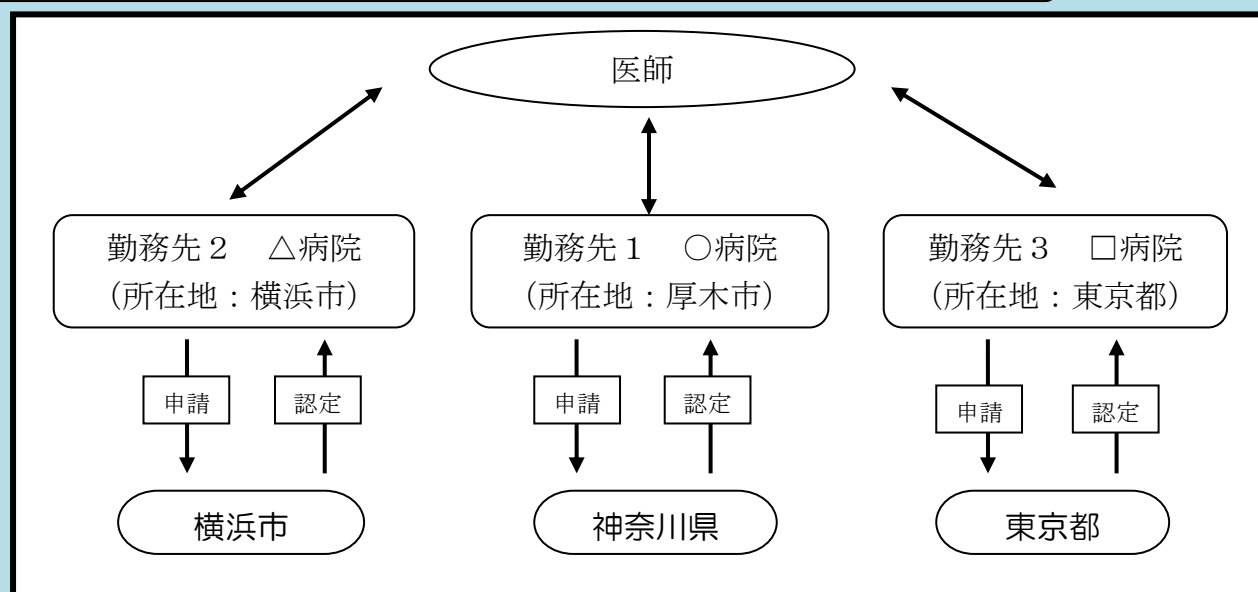 医師
勤務先２　△病院
（所在地：横浜市）
勤務先１　○病院
（所在地：厚木市）
勤務先３　□病院
（所在地：東京都）
申請
認定
申請
認定
申請
認定
横浜市
神奈川県
東京都